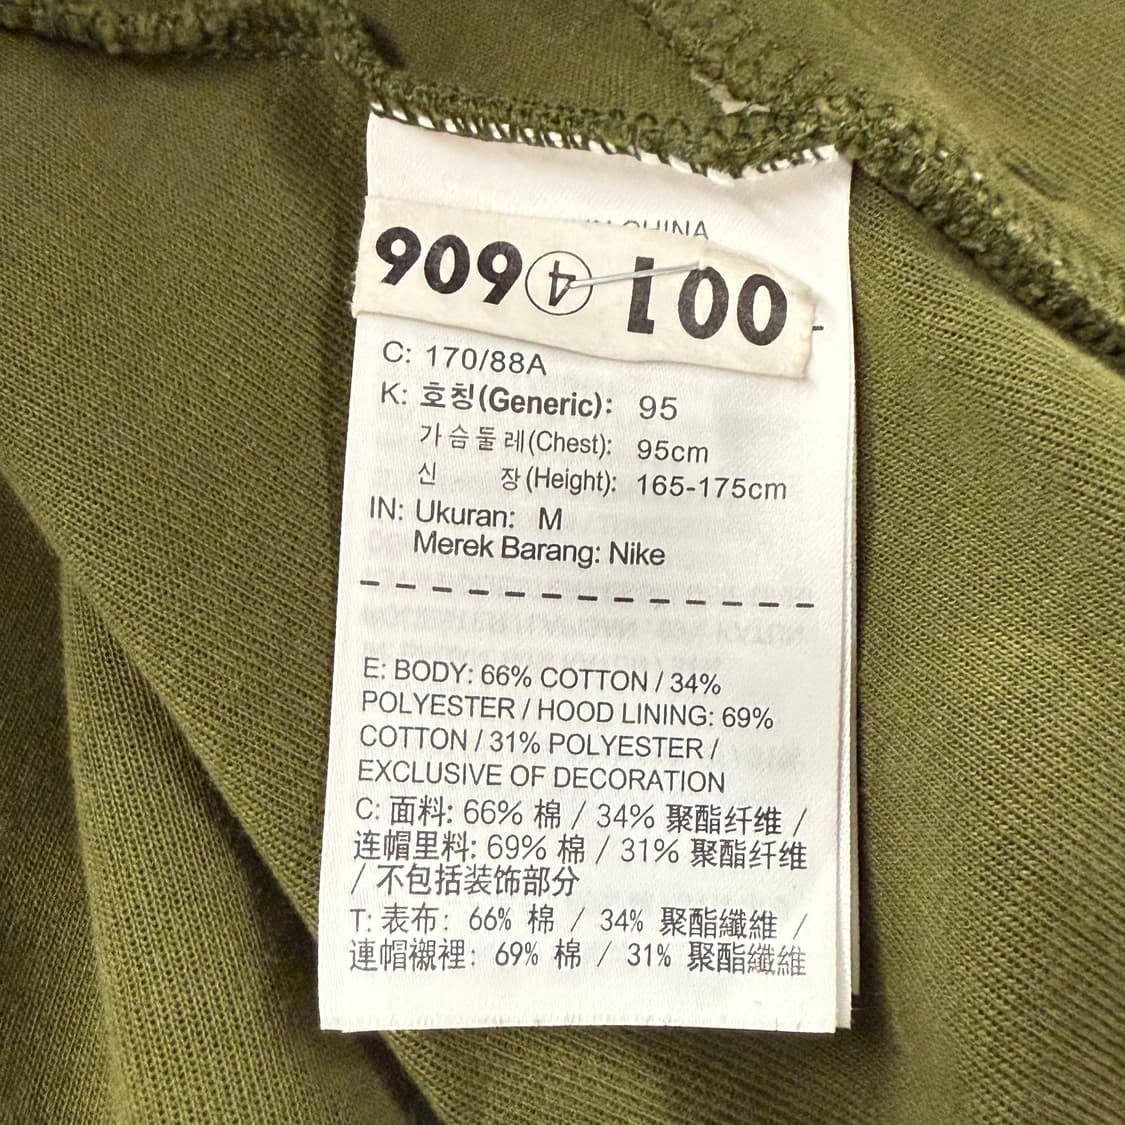 CHINA
001 ④ 606
C: 170/88A
K: 호칭(Generic): 95
가슴둘레(Chest): 95cm
신 장(Height): 165-175cm
IN: Ukuran: M
Merek Barang: Nike
E: BODY: 66% COTTON / 34%
POLYESTER / HOOD LINING: 69%
COTTON / 31% POLYESTER /
EXCLUSIVE OF DECORATION
C: 面料: 66% 棉 / 34% 聚酯纤维 /
连帽里料: 69% 棉 / 31% 聚酯纤维
/ 不包括装饰部分
T: 表布: 66% 棉 / 34% 聚酯纖維 /
連帽襯裡: 69% 棉 / 31% 聚酯纖維